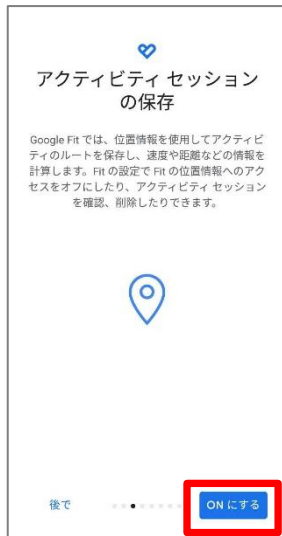 アクティビティ セッション
の保存
Google Fit では、位置情報を使用してアクティビ
ティのルートを保存し、速度や距離などの情報を
計算します。Fit の設定で Fit の位置情報へのアク
セスをオフにしたり、アクティビティ セッション
を確認、削除したりできます。
後で
ON にする